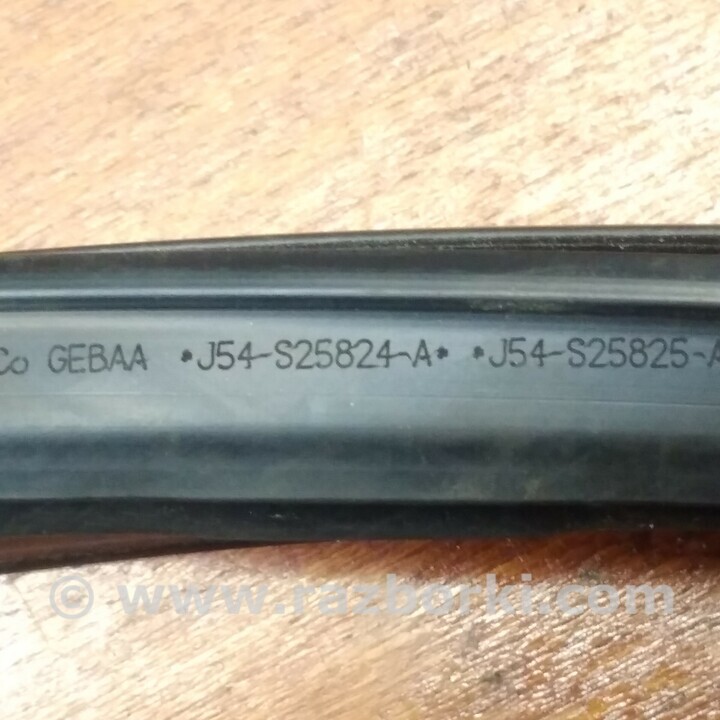 Co GEBAA *J54-S25824-A* *J54-S25825-A
© www.razborki.com